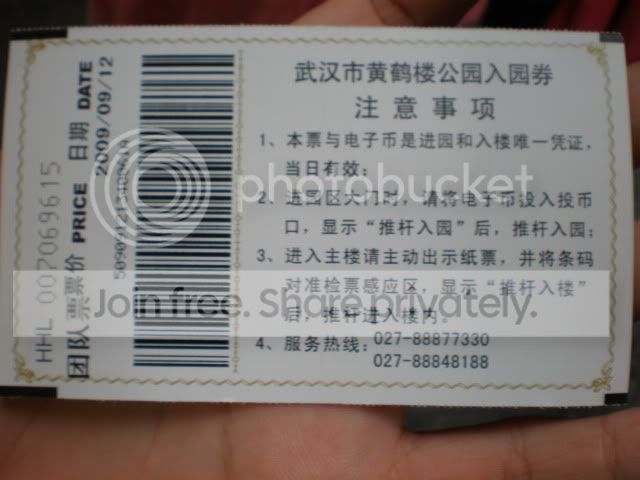 武汉市黄鹤楼公园入园券
注意事项
1、本票与电子币是进园和入楼唯一凭证，
当日有效；
2、进园区大门时，请将电子币投入投币
口，显示“推杆入园”后，推杆入园；
3、进入主楼请主动出示纸票，并将条码
对准检票感应区，显示“推杆入楼”
后，推杆进入楼内。
4、服务热线：027-88877330
027-88848188
HHL 007069615
团队票价 PRICE 日期 DATE
2009/09/12
photobucket
Join free. Share privately.